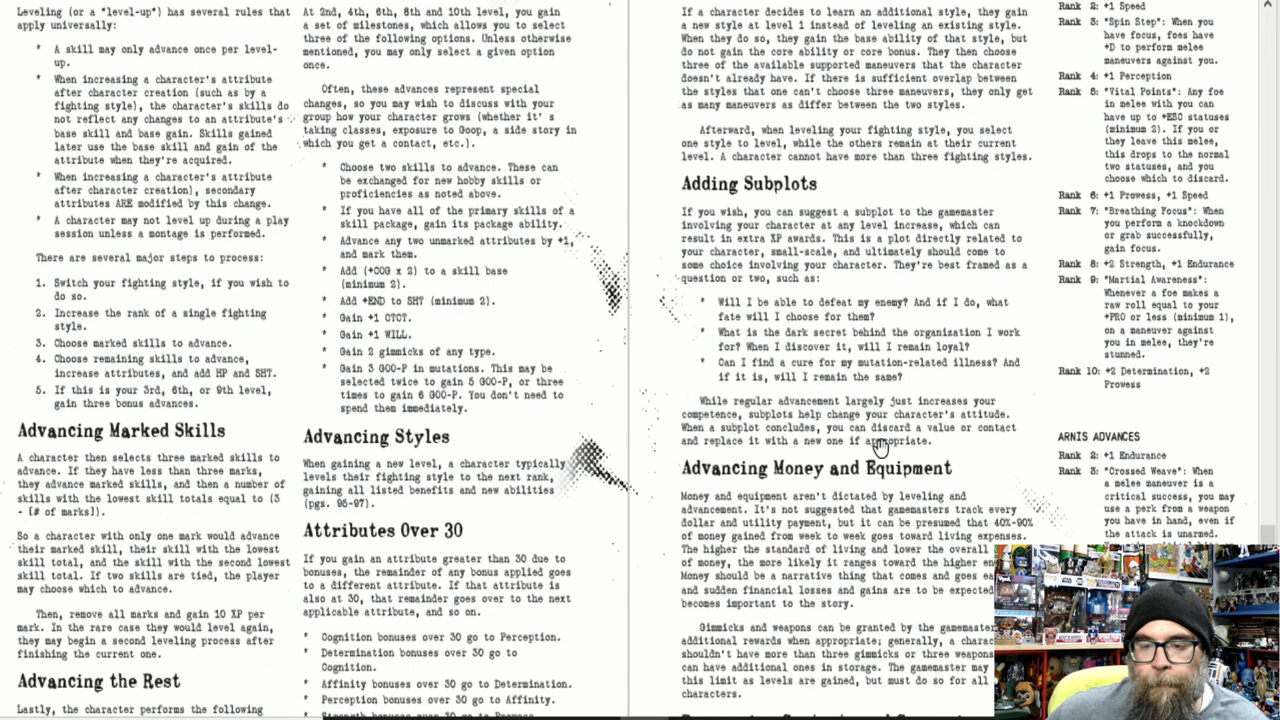 Leveling (or a "level-up") has several rules that
apply universally:
* A skill may only advance once per level-
up.
* When increasing a character's attribute
after character creation (such as by a
fighting style), the character's skills do
not reflect any changes to an attribute's
base skill and base gain. Skills gained
later use the base skill and gain of the
attribute when they're acquired.
* When increasing a character's attribute
after character creation), secondary
attributes ARE modified by this change.
* A character may not level up during a play
session unless a montage is performed.
There are several major steps to process:
1. Switch your fighting style, if you wish to
do so.
2. Increase the rank of a single fighting
style.
3. Choose marked skills to advance.
4. Choose remaining skills to advance,
increase attributes, and add HP and SHT.
5. If this is your 3rd, 6th, or 9th level,
gain three bonus advances.
Advancing Marked Skills
A character then selects three marked skills to
advance. If they have less than three marks,
they advance marked skills, and then a number of
skills with the lowest skill totals equal to (3
- [# of marks]).
So a character with only one mark would advance
their marked skill, their skill with the lowest
skill total, and the skill with the second lowest
skill total. If two skills are tied, the player
may choose which to advance.
Then, remove all marks and gain 10 XP per
mark. In the rare case they would level again,
they may begin a second leveling process after
finishing the current one.
Advancing the Rest
Lastly, the character performs the following
At 2nd, 4th, 6th, 8th and 10th level, you gain
a set of milestones, which allows you to select
three of the following options. Unless otherwise
mentioned, you may only select a given option
once.
Often, these advances represent special
changes, so you may wish to discuss with your
group how your character grows (whether it' s
taking classes, exposure to Goop, a side story in
which you get a contact, etc.).
* Choose two skills to advance. These can
be exchanged for new hobby skills or
proficiencies as noted above.
* If you have all of the primary skills of a
skill package, gain its package ability.
* Advance any two unmarked attributes by +1,
and mark them.
* Add (+COG x 2) to a skill base
(minimum 2).
* Add +END to SHT (minimum 2).
* Gain +1 CTCT.
* Gain +1 WILL.
* Gain 2 gimmicks of any type.
* Gain 3 GOO-P in mutations. This may be
selected twice to gain 5 GOO-P, or three
times to gain 6 GOO-P. You don't need to
spend them immediately.
Advancing Styles
When gaining a new level, a character typically
levels their fighting style to the next rank,
gaining all listed benefits and new abilities
(pgs. 95-97).
Attributes Over 30
If you gain an attribute greater than 30 due to
bonuses, the remainder of any bonus applied goes
to a different attribute. If that attribute is
also at 30, that remainder goes over to the next
applicable attribute, and so on.
* Cognition bonuses over 30 go to Perception.
* Determination bonuses over 30 go to
Cognition.
* Affinity bonuses over 30 go to Determination.
* Perception bonuses over 30 go to Affinity.
If a character decides to learn an additional style, they gain
a new style at level 1 instead of leveling an existing style.
When they do so, they gain the base ability of that style, but
do not gain the core ability or core bonus. They then choose
three of the available supported maneuvers that the character
doesn't already have. If there is sufficient overlap between
the styles that one can't choose three maneuvers, they only get
as many maneuvers as differ between the two styles.
Afterward, when leveling your fighting style, you select
one style to level, while the others remain at their current
level. A character cannot have more than three fighting styles.
Adding Subplots
If you wish, you can suggest a subplot to the gamemaster
involving your character at any level increase, which can
result in extra XP awards. This is a plot directly related to
your character, small-scale, and ultimately should come to
some choice involving your character. They're best framed as a
question or two, such as:
* Will I be able to defeat my enemy? And if I do, what
fate will I choose for them?
* What is the dark secret behind the organization I work
for? When I discover it, will I remain loyal?
* Can I find a cure for my mutation-related illness? And
if it is, will I remain the same?
While regular advancement largely just increases your
competence, subplots help change your character's attitude.
When a subplot concludes, you can discard a value or contact
and replace it with a new one if appropriate.
Advancing Money and Equipment
Money and equipment aren't dictated by leveling and
advancement. It's not suggested that gamemasters track every
dollar and utility payment, but it can be presumed that 40%-90%
of money gained from week to week goes toward living expenses.
The higher the standard of living and lower the overall
of money, the more likely it ranges toward the higher en
Money should be a narrative thing that comes and goes ea
and sudden financial losses and gains are to be expected
becomes important to the story.
Gimmicks and weapons can be granted by the gamemaster
additional rewards when appropriate; generally, a charac
shouldn't have more than three gimmicks or three weapons
can have additional ones in storage. The gamemaster may
this limit as levels are gained, but must do so for all
characters.
Rank 2: +1 Speed
Rank 3: "Spin Step": When you
have focus, foes have
+D to perform melee
maneuvers against you.
Rank 4: +1 Perception
Rank 5: "Vital Points": Any foe
in melee with you can
have up to +ESO statuses
(minimum 2). If you or
they leave this melee,
this drops to the normal
two statuses, and you
choose which to discard.
Rank 6: +1 Prowess, +1 Speed
Rank 7: "Breathing Focus": When
you perform a knockdown
or grab successfully,
gain focus.
Rank 8: +2 Strength, +1 Endurance
Rank 9: "Martial Awareness":
Whenever a foe makes a
raw roll equal to your
+PRO or less (minimum 1),
on a maneuver against
you in melee, they're
stunned.
Rank 10: +2 Determination, +2
Prowess
ARNIS ADVANCES
Rank 2: +1 Endurance
Rank 3: "Crossed Weave": When
a melee maneuver is a
critical success, you may
use a perk from a weapon
you have in hand, even if
the attack is unarmed.